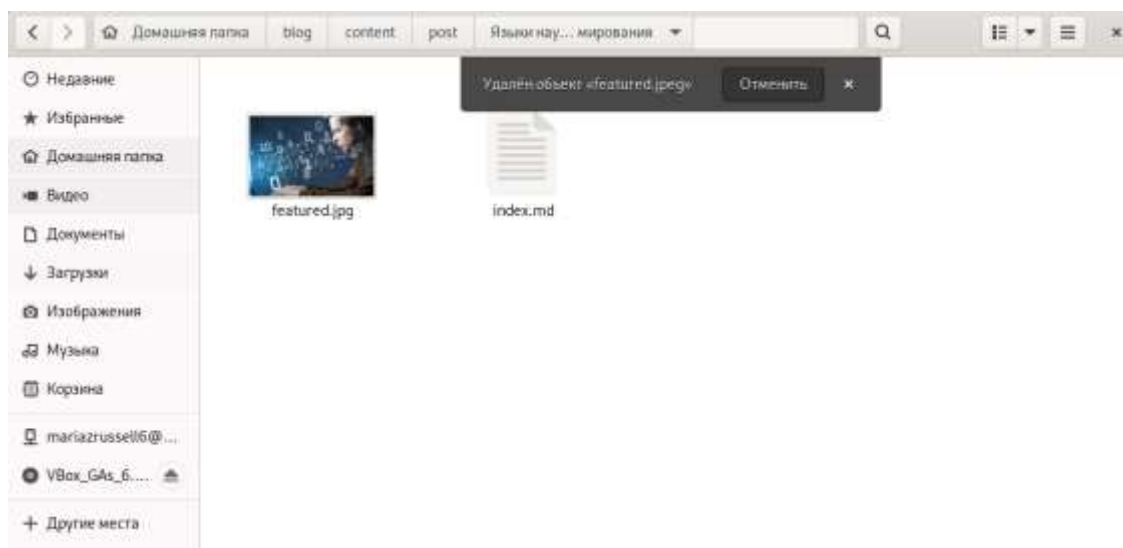 Домашняя папка blog content post Языки нау… мирования
Удалён объект «featured.jpeg» Отменить
Недавние
Избранные
Домашняя папка
Видео
Документы
Загрузки
Изображения
Музыка
Корзина
mariazrussell6@…
VBox_GAs_6.…
Другие места
featured.jpg
index.md